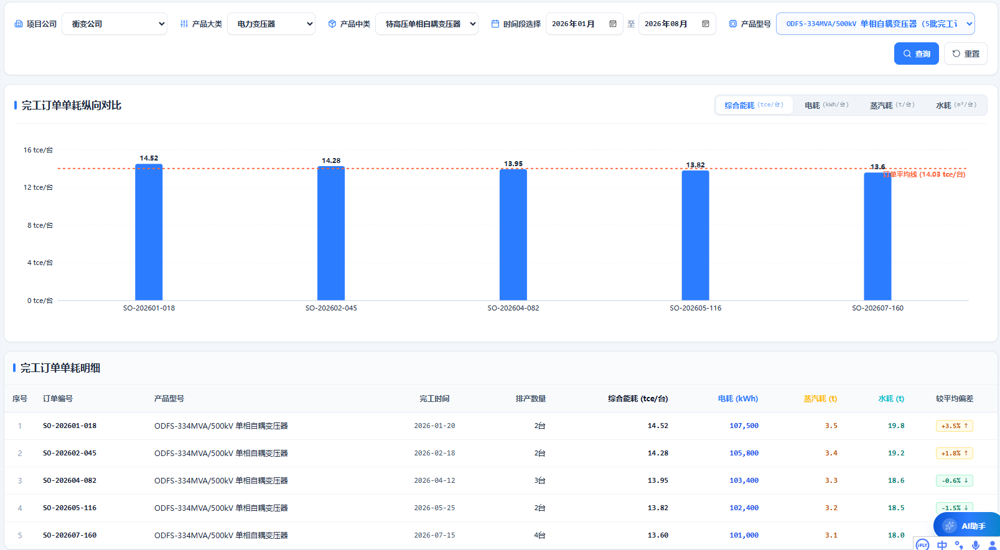 项目公司 衡变公司 产品大类 电力变压器 产品中类 特高压单相自耦变压器 时间段选择 2026年01月 至 2026年08月 产品型号 ODFS-334MVA/500kV 单相自耦变压器 (5批完工
查询 重置
完工订单单耗纵向对比
综合能耗 (tce/台) 电耗 (kWh/台) 蒸汽耗 (t/台) 水耗 (m³/台)
16 tce/台
12 tce/台
8 tce/台
4 tce/台
0 tce/台
14.52
14.28
13.95
13.82
13.6
订单平均线 (14.03 tce/台)
SO-202601-018
SO-202602-045
SO-202604-082
SO-202605-116
SO-202607-160
完工订单单耗明细
序号 订单编号 产品型号 完工时间 排产数量 综合能耗 (tce/台) 电耗 (kWh) 蒸汽耗 (t) 水耗 (t) 较平均偏差
1 SO-202601-018 ODFS-334MVA/500kV 单相自耦变压器 2026-01-20 2台 14.52 107,500 3.5 19.8 +3.5% ↑
2 SO-202602-045 ODFS-334MVA/500kV 单相自耦变压器 2026-02-18 2台 14.28 105,800 3.4 19.2 +1.8% ↑
3 SO-202604-082 ODFS-334MVA/500kV 单相自耦变压器 2026-04-12 3台 13.95 103,400 3.3 18.6 -0.6% ↓
4 SO-202605-116 ODFS-334MVA/500kV 单相自耦变压器 2026-05-25 2台 13.82 102,400 3.2 18.5 -1.5% ↓
5 SO-202607-160 ODFS-334MVA/500kV 单相自耦变压器 2026-07-15 4台 13.60 101,000 3.1 18.0
AI助手
iFLY 中